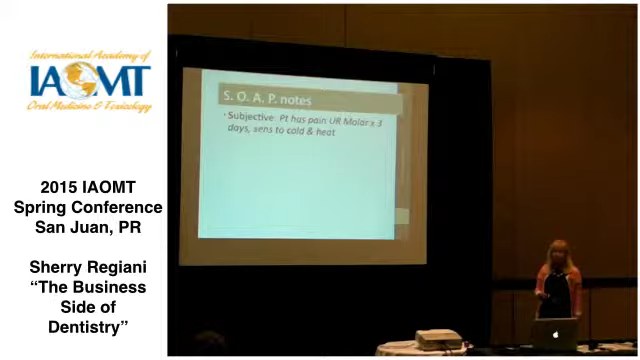 International Academy of
IAOMT
Oral Medicine & Toxicology
2015 IAOMT
Spring Conference
San Juan, PR
Sherry Regiani
“The Business
Side of
Dentistry”
S. O. A. P. notes
• Subjective: Pt has pain UR Molar x 3
days, sens to cold & heat